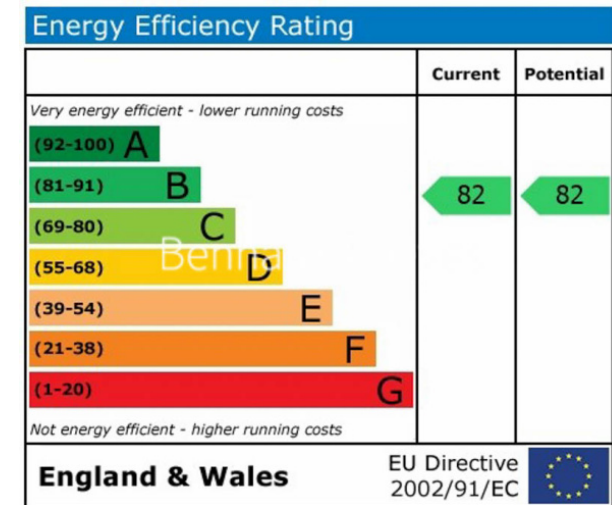 Energy Efficiency Rating
Current Potential
Very energy efficient - lower running costs
(92-100) A
(81-91) B 82 82
(69-80) C
(55-68) D
(39-54) E
(21-38) F
(1-20) G
Not energy efficient - higher running costs
England & Wales
EU Directive
2002/91/EC